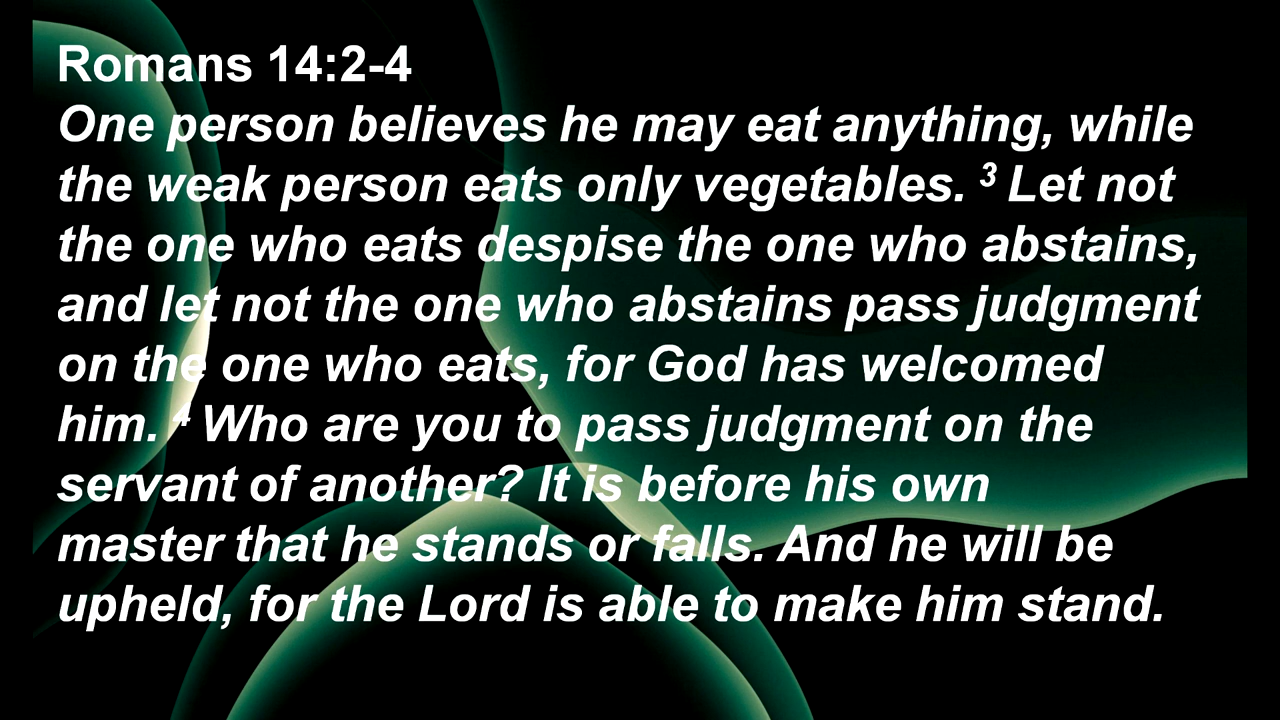 Romans 14:2-4
One person believes he may eat anything, while
the weak person eats only vegetables. ³ Let not
the one who eats despise the one who abstains,
and let not the one who abstains pass judgment
on the one who eats, for God has welcomed
him. ⁴ Who are you to pass judgment on the
servant of another? It is before his own
master that he stands or falls. And he will be
upheld, for the Lord is able to make him stand.